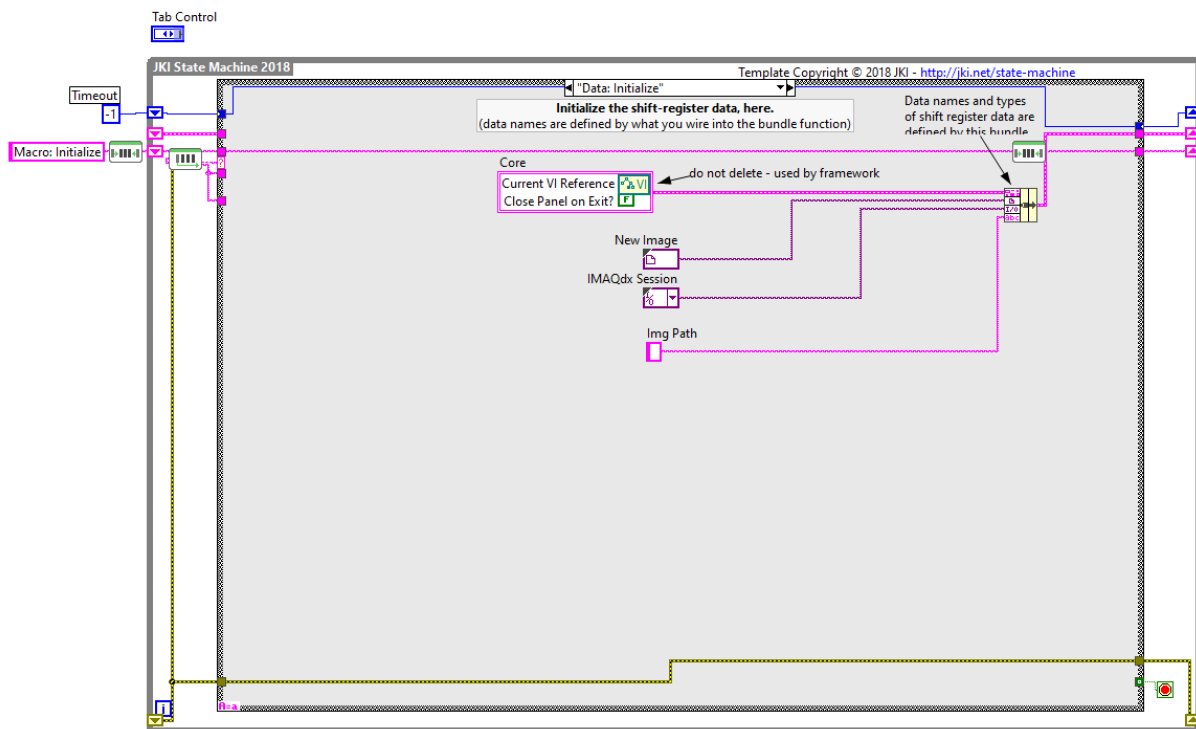 Tab Control
JKI State Machine 2018
Template Copyright © 2018 JKI - http://jki.net/state-machine
"Data: Initialize"
Timeout
-1
Initialize the shift-register data, here.
(data names are defined by what you wire into the bundle function)
Data names and types
of shift register data are
defined by this bundle
Macro: Initialize
Core
do not delete - used by framework
Current VI Reference
VI
Close Panel on Exit?
F
New Image
IMAQdx Session
I/O
Img Path
I/O
abc
i
A=a